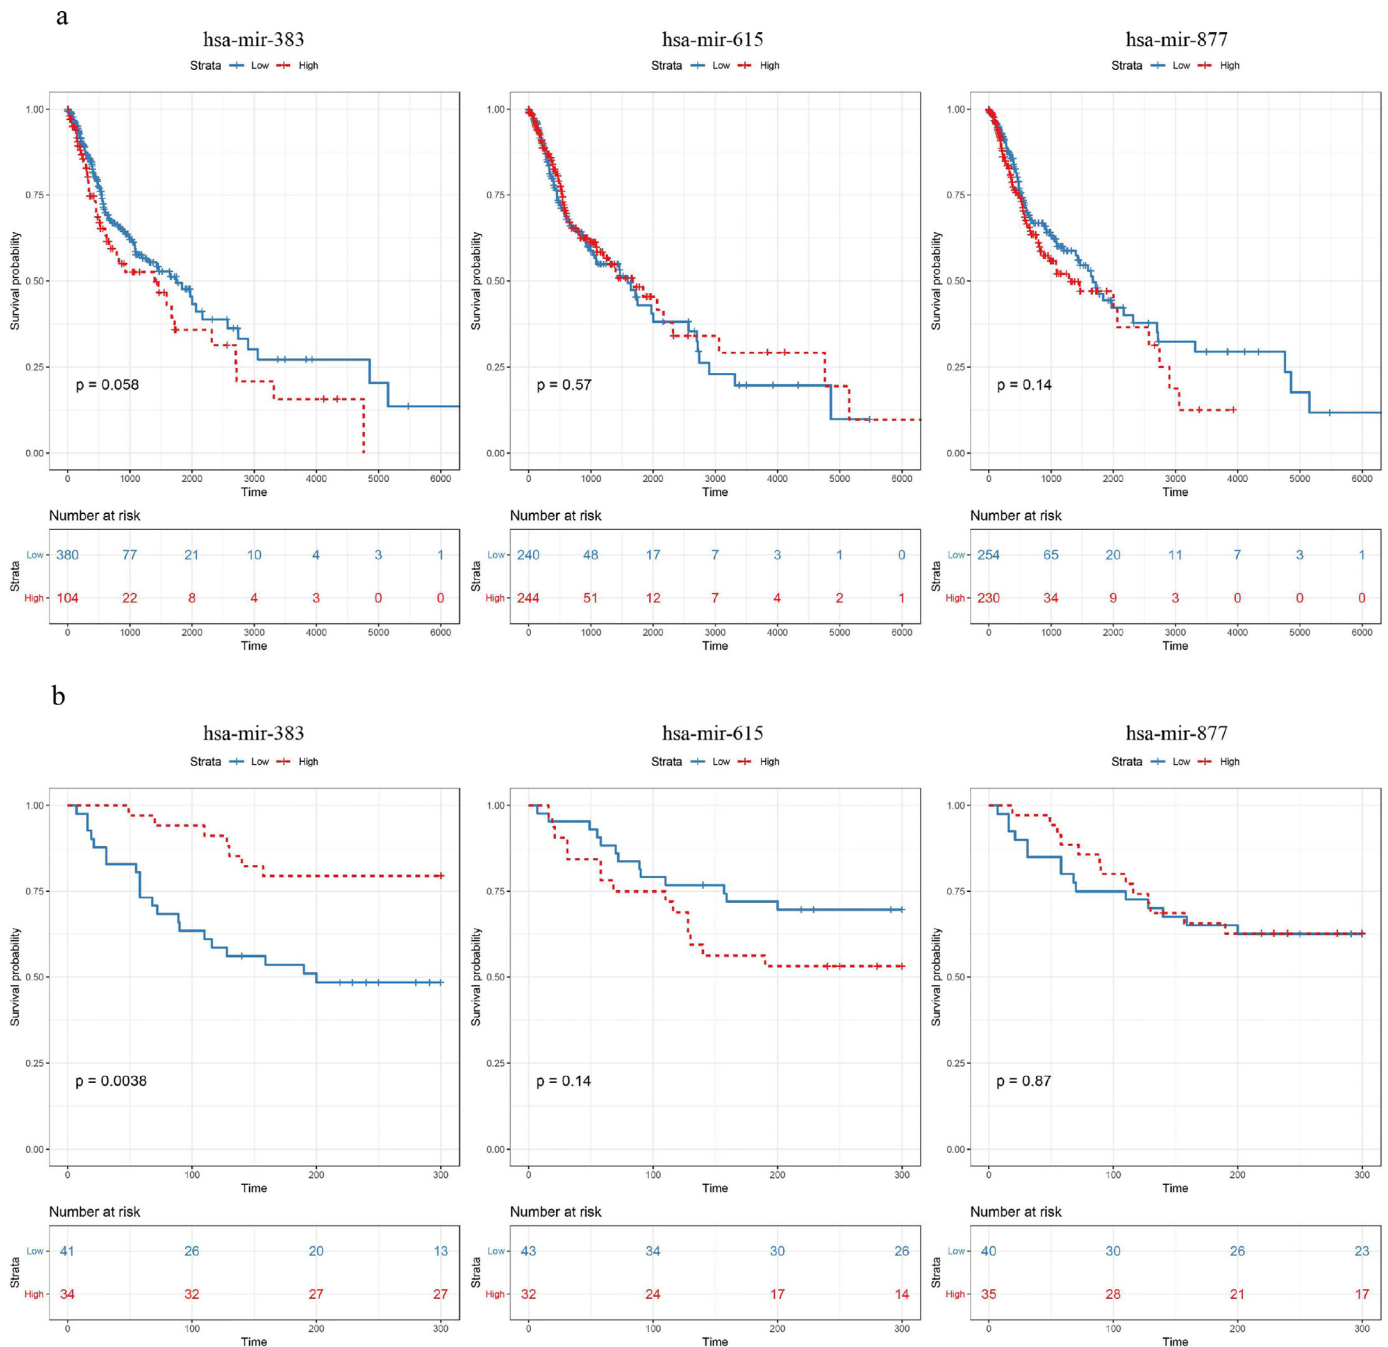 a
hsa-mir-383
Strata Low High
1.00
0.75
0.50
0.25
0.00
Survival probability
p = 0.058
0 1000 2000 3000 4000 5000 6000
Time
Number at risk
Strata
Low 380 77 21 10 4 3 1
High 104 22 8 4 3 0 0
0 1000 2000 3000 4000 5000 6000
Time
hsa-mir-615
Strata Low High
1.00
0.75
0.50
0.25
0.00
Survival probability
p = 0.57
0 1000 2000 3000 4000 5000 6000
Time
Number at risk
Strata
Low 240 48 17 7 3 1 0
High 244 51 12 7 4 2 1
0 1000 2000 3000 4000 5000 6000
Time
hsa-mir-877
Strata Low High
1.00
0.75
0.50
0.25
0.00
Survival probability
p = 0.14
0 1000 2000 3000 4000 5000 6000
Time
Number at risk
Strata
Low 254 65 20 11 7 3 1
High 230 34 9 3 0 0 0
0 1000 2000 3000 4000 5000 6000
Time
b
hsa-mir-383
Strata Low High
1.00
0.75
0.50
0.25
0.00
Survival probability
p = 0.0038
0 100 200 300
Time
Number at risk
Strata
Low 41 26 20 13
High 34 32 27 27
0 100 200 300
Time
hsa-mir-615
Strata Low High
1.00
0.75
0.50
0.25
0.00
Survival probability
p = 0.14
0 100 200 300
Time
Number at risk
Strata
Low 43 34 30 26
High 32 24 17 14
0 100 200 300
Time
hsa-mir-877
Strata Low High
1.00
0.75
0.50
0.25
0.00
Survival probability
p = 0.87
0 100 200 300
Time
Number at risk
Strata
Low 40 30 26 23
High 35 28 21 17
0 100 200 300
Time